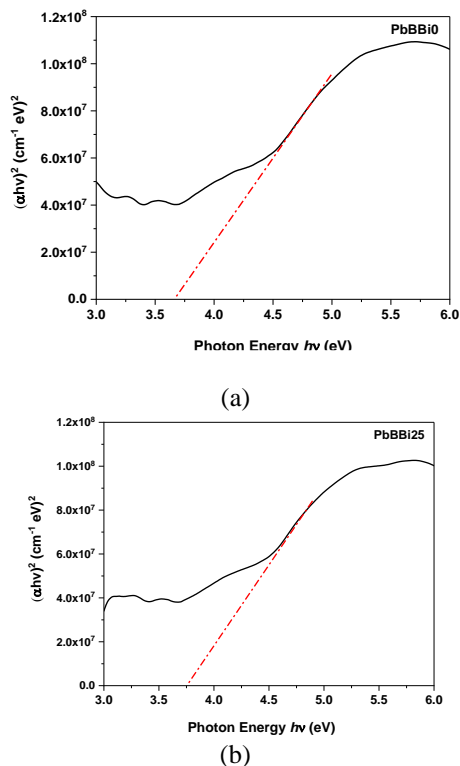 PbBBi0
1.2x10⁸
1.0x10⁸
8.0x10⁷
6.0x10⁷
4.0x10⁷
2.0x10⁷
0.0
(αhν)² (cm⁻¹ eV)²
3.0 3.5 4.0 4.5 5.0 5.5 6.0
Photon Energy hν (eV)
(a)
PbBBi25
1.2x10⁸
1.0x10⁸
8.0x10⁷
6.0x10⁷
4.0x10⁷
2.0x10⁷
0.0
(αhν)² (cm⁻¹ eV)²
3.0 3.5 4.0 4.5 5.0 5.5 6.0
Photon Energy hν (eV)
(b)